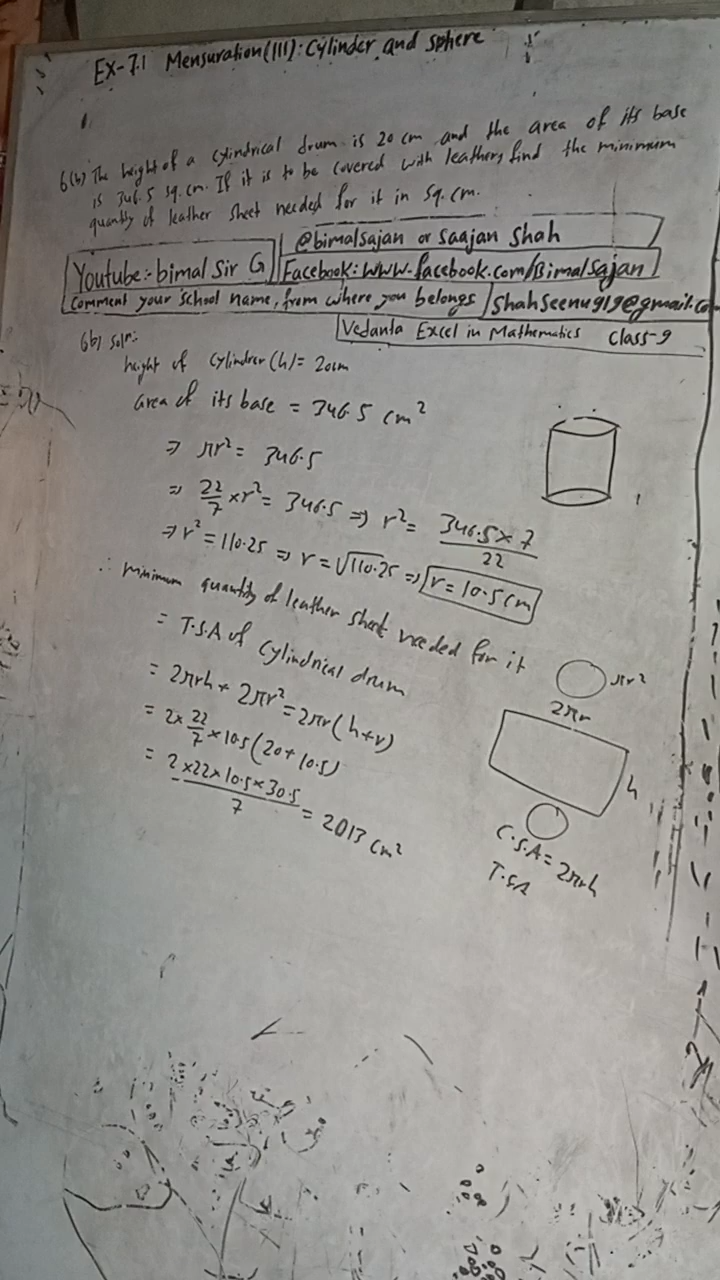 Ex-7.1 Mensuration(III): Cylinder and sphere
6(b) The height of a cylindrical drum is 20 cm and the area of its base
is 346.5 sq.cm. If it is to be covered with leathers, find the minimum
quantity of leather sheet needed for it in sq.cm.
@bimalsajan or Saajan Shah
Youtube:- bimal Sir G
Facebook: www.facebook.com/Bimalsajan
Comment your school name, from where you belongs
Shahseenu919@gmail.co
Vedanta Excel in Mathematics Class-9
6b) soln:
height of cylinder (h) = 20cm
area of its base = 346.5 cm²
⇒ πr² = 346.5
⇒ 22/7 × r² = 346.5 ⇒ r² = 346.5×7/22
⇒ r² = 110.25 ⇒ r = √110.25 ⇒ r = 10.5cm
∴ minimum quantity of leather sheet needed for it
= T.S.A of cylindrical drum
= 2πrh + 2πr² = 2πr(h+r)
= 2× 22/7 ×10.5(20+10.5)
= 2×22×10.5×30.5/7 = 2013 cm²
πr²
2πr
h
C.S.A = 2πrh
T.S.A